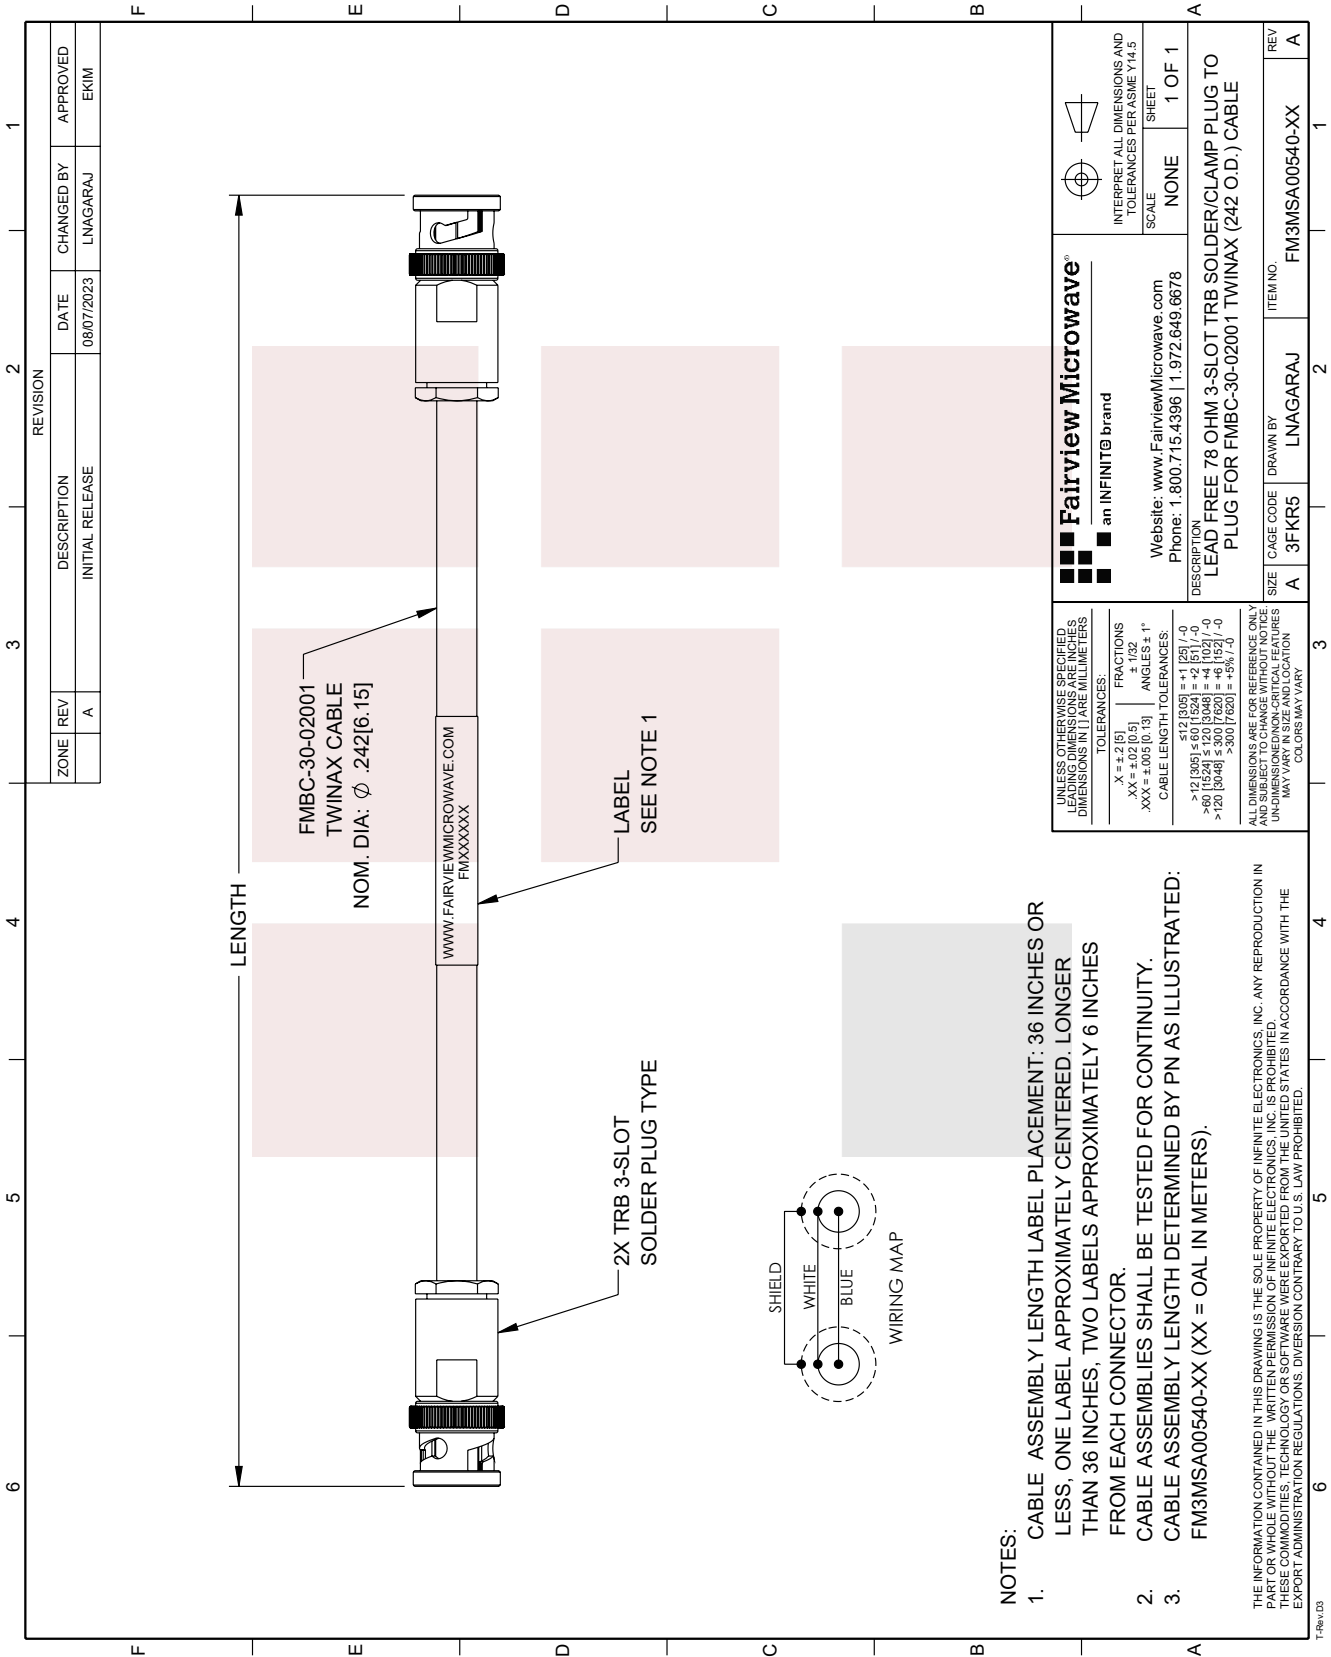 6 5 4 3 2 1
F
E
D
C
B
A
REVISION
ZONE REV DESCRIPTION DATE CHANGED BY APPROVED
A INITIAL RELEASE 08/07/2023 LNAGARAJ EKIM
LENGTH
FMBC-30-02001
TWINAX CABLE
NOM. DIA: ∅ .242[6.15]
WWW.FAIRVIEWMICROWAVE.COM
FMXXXXX
2X TRB 3-SLOT
SOLDER PLUG TYPE
LABEL
SEE NOTE 1
SHIELD
WHITE
BLUE
WIRING MAP
NOTES:
1. CABLE ASSEMBLY LENGTH LABEL PLACEMENT: 36 INCHES OR
LESS, ONE LABEL APPROXIMATELY CENTERED. LONGER
THAN 36 INCHES, TWO LABELS APPROXIMATELY 6 INCHES
FROM EACH CONNECTOR.
2. CABLE ASSEMBLIES SHALL BE TESTED FOR CONTINUITY.
3. CABLE ASSEMBLY LENGTH DETERMINED BY PN AS ILLUSTRATED:
FM3MSA00540-XX (XX = OAL IN METERS).
THE INFORMATION CONTAINED IN THIS DRAWING IS THE SOLE PROPERTY OF INFINITE ELECTRONICS, INC. ANY REPRODUCTION IN
PART OR WHOLE WITHOUT THE WRITTEN PERMISSION OF INFINITE ELECTRONICS, INC. IS PROHIBITED.
THESE COMMODITIES, TECHNOLOGY OR SOFTWARE WERE EXPORTED FROM THE UNITED STATES IN ACCORDANCE WITH THE
EXPORT ADMINISTRATION REGULATIONS. DIVERSION CONTRARY TO U.S. LAW PROHIBITED.
UNLESS OTHERWISE SPECIFIED
LEADING DIMENSIONS ARE INCHES
DIMENSIONS IN [ ] ARE MILLIMETERS
TOLERANCES:
.X = ±.2 [5]
.XX = ±.02 [0.5]
.XXX = ±.005 [0.13]
FRACTIONS
± 1/32
ANGLES ± 1°
CABLE LENGTH TOLERANCES:
≤12 [305] = +1 [25] / -0
>12 [305] ≤ 60 [1524] = +2 [51] / -0
>60 [1524] ≤ 120 [3048] = +4 [102] / -0
>120 [3048] ≤ 300 [7620] = +6 [152] / -0
>300 [7620] = +5% / -0
ALL DIMENSIONS ARE FOR REFERENCE ONLY
AND SUBJECT TO CHANGE WITHOUT NOTICE.
UN-DIMENSIONED/NON-CRITICAL FEATURES
MAY VARY IN SIZE AND LOCATION
COLORS MAY VARY
Fairview Microwave®
an INFINIT℮ brand
Website: www.FairviewMicrowave.com
Phone: 1.800.715.4396 | 1.972.649.6678
INTERPRET ALL DIMENSIONS AND
TOLERANCES PER ASME Y14.5
SCALE
NONE
SHEET
1 OF 1
DESCRIPTION
LEAD FREE 78 OHM 3-SLOT TRB SOLDER/CLAMP PLUG TO
PLUG FOR FMBC-30-02001 TWINAX (242 O.D.) CABLE
SIZE
A
CAGE CODE
3FKR5
DRAWN BY
LNAGARAJ
ITEM NO.
FM3MSA00540-XX
REV
A
F
E
D
C
B
A
6 5 4 3 2 1
T-Rev.D3